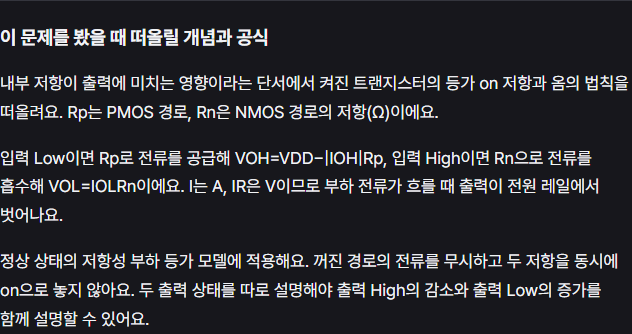 이 문제를 봤을 때 떠올릴 개념과 공식
내부 저항이 출력에 미치는 영향이라는 단서에서 켜진 트랜지스터의 등가 on 저항과 옴의 법칙을
떠올려요. Rp는 PMOS 경로, Rn은 NMOS 경로의 저항(Ω)이에요.
입력 Low이면 Rp로 전류를 공급해 VOH=VDD−|IOH|Rp, 입력 High이면 Rn으로 전류를
흡수해 VOL=IOLRn이에요. I는 A, IR은 V이므로 부하 전류가 흐를 때 출력이 전원 레일에서
벗어나요.
정상 상태의 저항성 부하 등가 모델에 적용해요. 꺼진 경로의 전류를 무시하고 두 저항을 동시에
on으로 놓지 않아요. 두 출력 상태를 따로 설명해야 출력 High의 감소와 출력 Low의 증가를
함께 설명할 수 있어요.